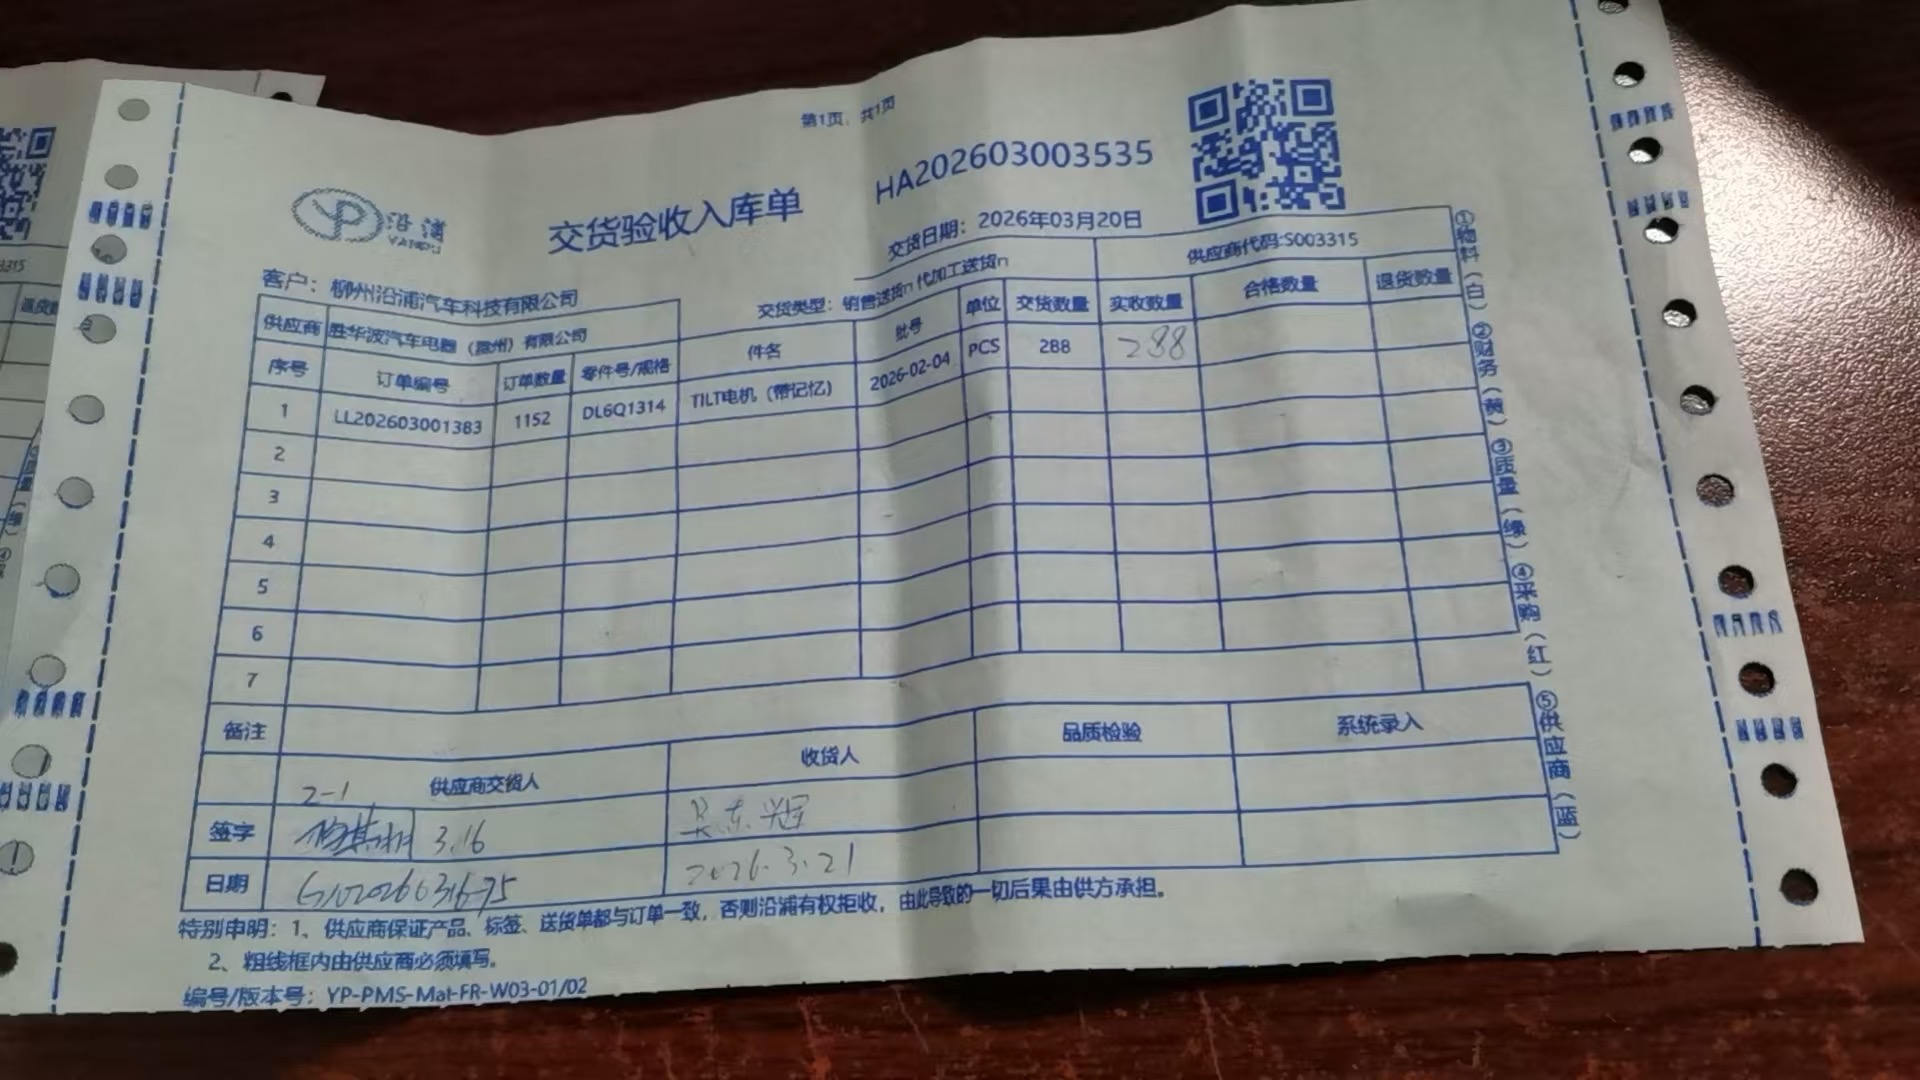 第1页，共1页
HA202603003535
YP 沿浦
YANPU
交货验收入库单
交货日期：2026年03月20日
客户：柳州沿浦汽车科技有限公司
交货类型：销售送货n 代加工送货n
供应商代码:S003315
供应商 胜华波汽车电器（滁州）有限公司
序号 订单编号 订单数量 零件号/规格 件名 批号 单位 交货数量 实收数量 合格数量 退货数量
1 LL202603001383 1152 DL6Q1314 TILT电机（带记忆） 2026-02-04 PCS 288 288
2
3
4
5
6
7
备注
2-1 供应商交货人 收货人 品质检验 系统录入
签字 3.16
日期 2026.3.21
特别申明：1、供应商保证产品、标签、送货单都与订单一致，否则沿浦有权拒收，由此导致的一切后果由供方承担。
2、粗线框内由供应商必须填写。
编号/版本号：YP-PMS-Mat-FR-W03-01/02
①物料（白）②财务（黄）③质量（绿）④采购（红）⑤供应商（蓝）
3315